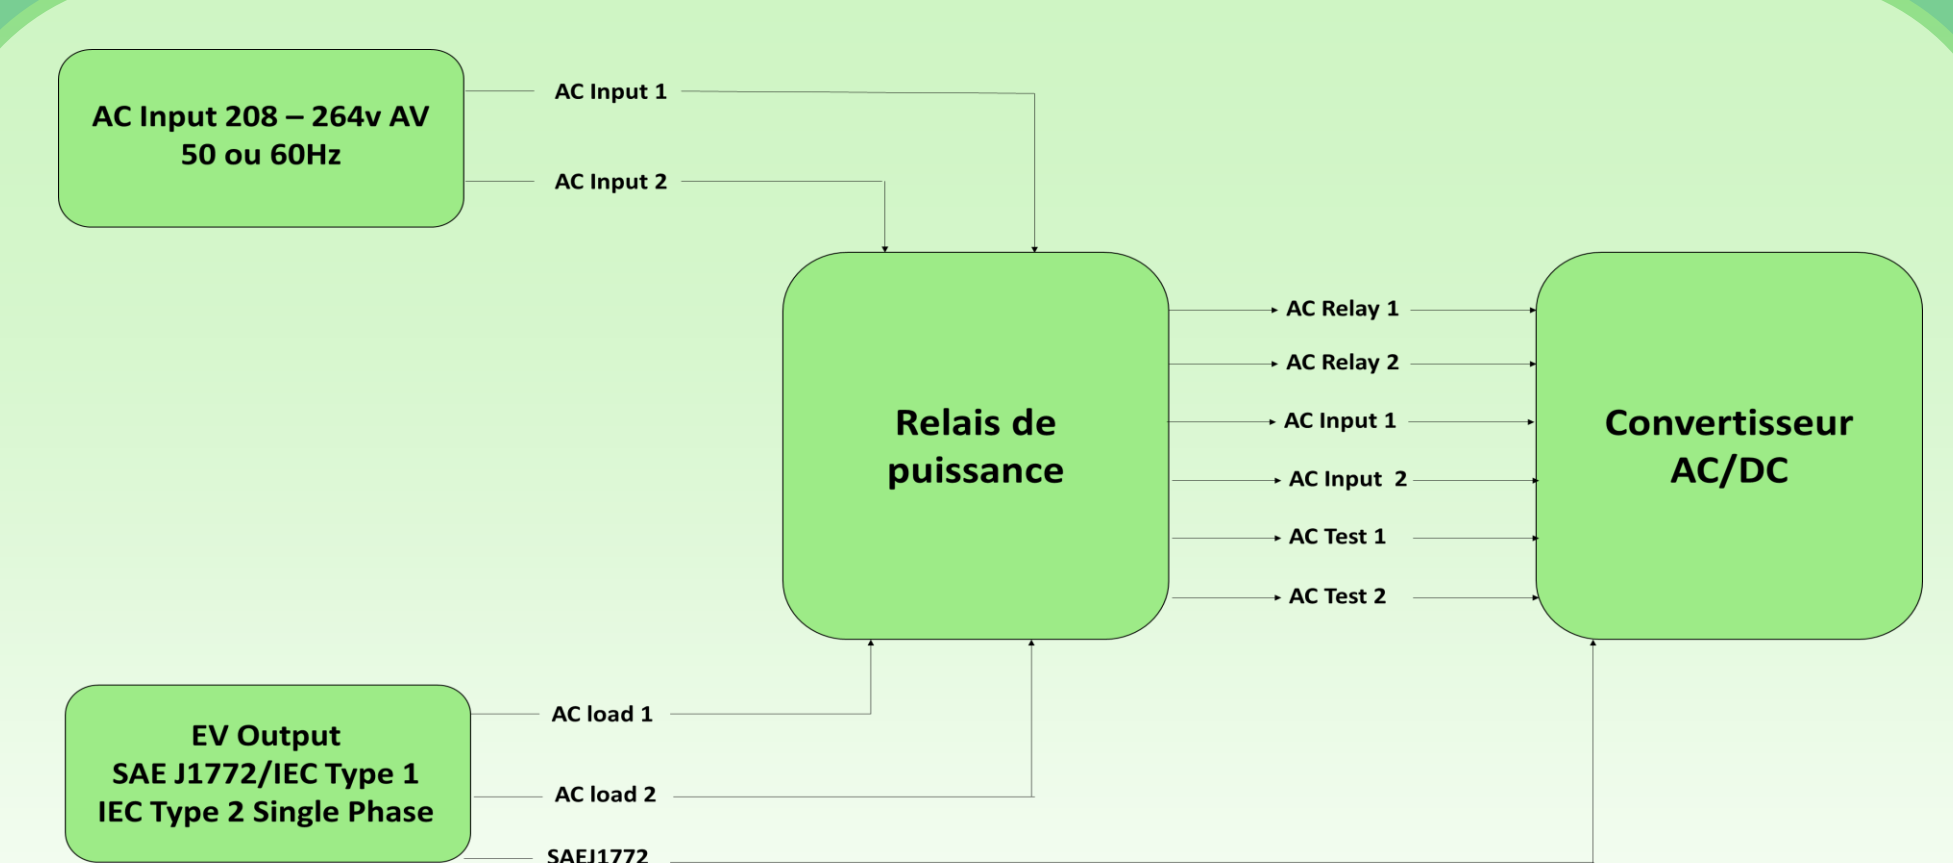 AC Input 208 – 264v AV
50 ou 60Hz
AC Input 1
AC Input 2
Relais de
puissance
AC Relay 1
AC Relay 2
AC Input 1
AC Input  2
AC Test 1
AC Test 2
Convertisseur
AC/DC
EV Output
SAE J1772/IEC Type 1
IEC Type 2 Single Phase
AC load 1
AC load 2
SAEJ1772